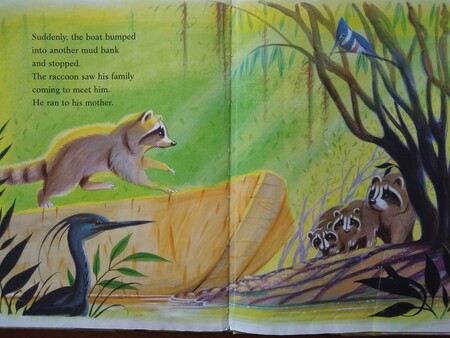 Suddenly, the boat bumped
into another mud bank
and stopped.
The raccoon saw his family
coming to meet him.
He ran to his mother.